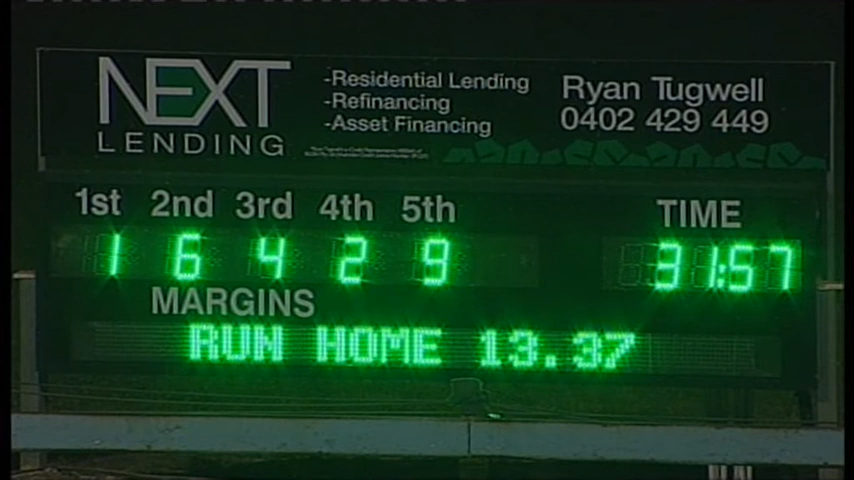 NEXT
LENDING
-Residential Lending
-Refinancing
-Asset Financing
Ryan Tugwell
0402 429 449
1st 2nd 3rd 4th 5th TIME
1 6 4 2 9 31:57
MARGINS
RUN HOME 13.37